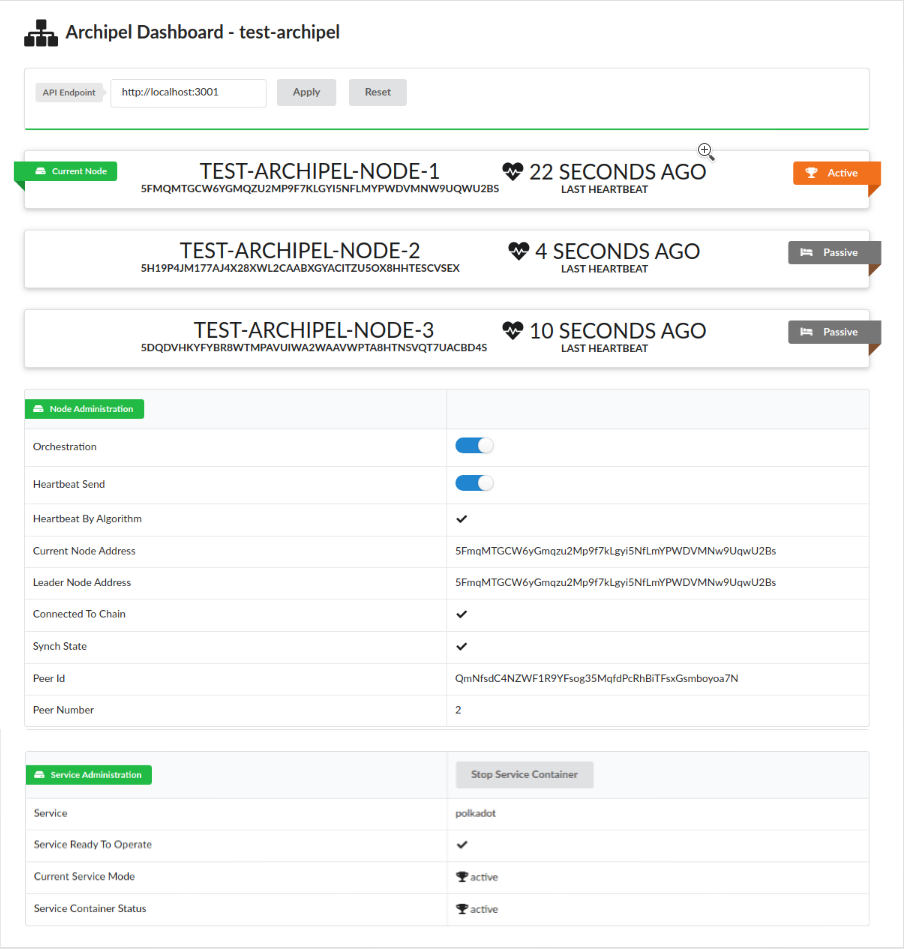 Archipel Dashboard - test-archipel
API Endpoint
http://localhost:3001
Apply
Reset
Current Node
TEST-ARCHIPEL-NODE-1
5FMQMTGCW6YGMQZU2MP9F7KLGYI5NFLMYPWDVMNW9UQWU2BS
22 SECONDS AGO
LAST HEARTBEAT
Active
TEST-ARCHIPEL-NODE-2
5H19P4JM177AJ4X28XWL2CAABXGYACITZU5OX8HHTESCVSEX
4 SECONDS AGO
LAST HEARTBEAT
Passive
TEST-ARCHIPEL-NODE-3
5DQDVHKYFYBR8WTMPAVUIWA2WAAVWPTA8HTNSVQT7UACBD4S
10 SECONDS AGO
LAST HEARTBEAT
Passive
Node Administration
Orchestration
Heartbeat Send
Heartbeat By Algorithm
Current Node Address 5FmqMTGCW6yGmqzu2Mp9f7kLgyi5NfLmYPWDVMNw9UqwU2Bs
Leader Node Address 5FmqMTGCW6yGmqzu2Mp9f7kLgyi5NfLmYPWDVMNw9UqwU2Bs
Connected To Chain
Synch State
Peer Id QmNfsdC4NZWF1R9YFsog35MqfdPcRhBiTFsxGsmboyoa7N
Peer Number 2
Service Administration Stop Service Container
Service polkadot
Service Ready To Operate
Current Service Mode active
Service Container Status active